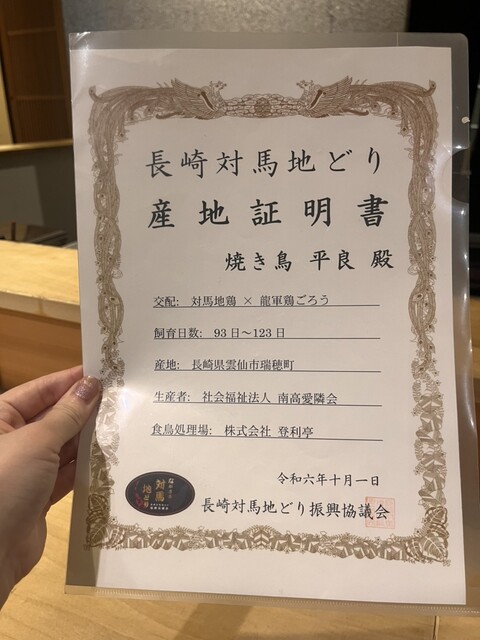 長崎対馬地どり
産地証明書
焼き鳥 平良 殿
交配: 対馬地鶏 × 龍軍鶏ごろう
飼育日数: 93日～123日
産地: 長崎県雲仙市瑞穂町
生産者: 社会福祉法人 南高愛隣会
食鳥処理場: 株式会社 登利亭
令和六年十月一日
長崎対馬地どり振興協議会
対馬
地どり